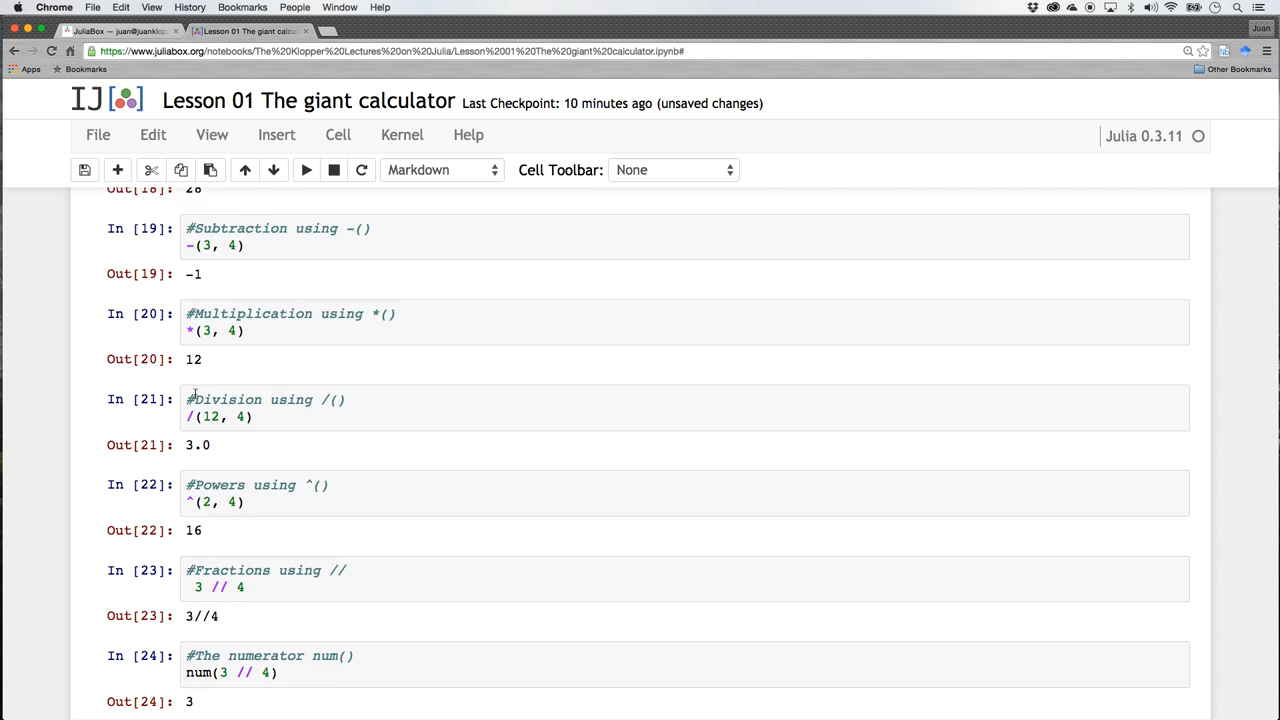 Chrome File Edit View History Bookmarks People Window Help
JuliaBox — juan@juanklop Lesson 01 The giant calcul Juan
https://www.juliabox.org/notebooks/The%20Klopper%20Lectures%20on%20Julia/Lesson%2001%20The%20giant%20calculator.ipynb#
Apps Bookmarks Other Bookmarks
IJ Lesson 01 The giant calculator Last Checkpoint: 10 minutes ago (unsaved changes)
File Edit View Insert Cell Kernel Help Julia 0.3.11
Markdown Cell Toolbar: None
Out[18]: 28
In [19]: #Subtraction using -()
-(3, 4)
Out[19]: -1
In [20]: #Multiplication using *()
*(3, 4)
Out[20]: 12
In [21]: #Division using /()
/(12, 4)
Out[21]: 3.0
In [22]: #Powers using ^()
^(2, 4)
Out[22]: 16
In [23]: #Fractions using //
3 // 4
Out[23]: 3//4
In [24]: #The numerator num()
num(3 // 4)
Out[24]: 3